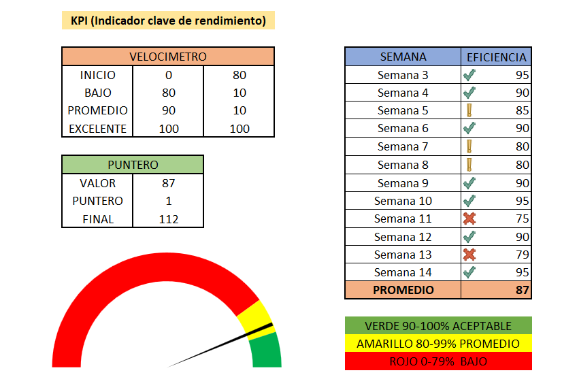 KPI (Indicador clave de rendimiento)
VELOCIMETRO
INICIO 0 80
BAJO 80 10
PROMEDIO 90 10
EXCELENTE 100 100
PUNTERO
VALOR 87
PUNTERO 1
FINAL 112
SEMANA EFICIENCIA
Semana 3 95
Semana 4 90
Semana 5 85
Semana 6 90
Semana 7 80
Semana 8 80
Semana 9 90
Semana 10 95
Semana 11 75
Semana 12 90
Semana 13 79
Semana 14 95
PROMEDIO 87
VERDE 90-100% ACEPTABLE
AMARILLO 80-99% PROMEDIO
ROJO 0-79% BAJO